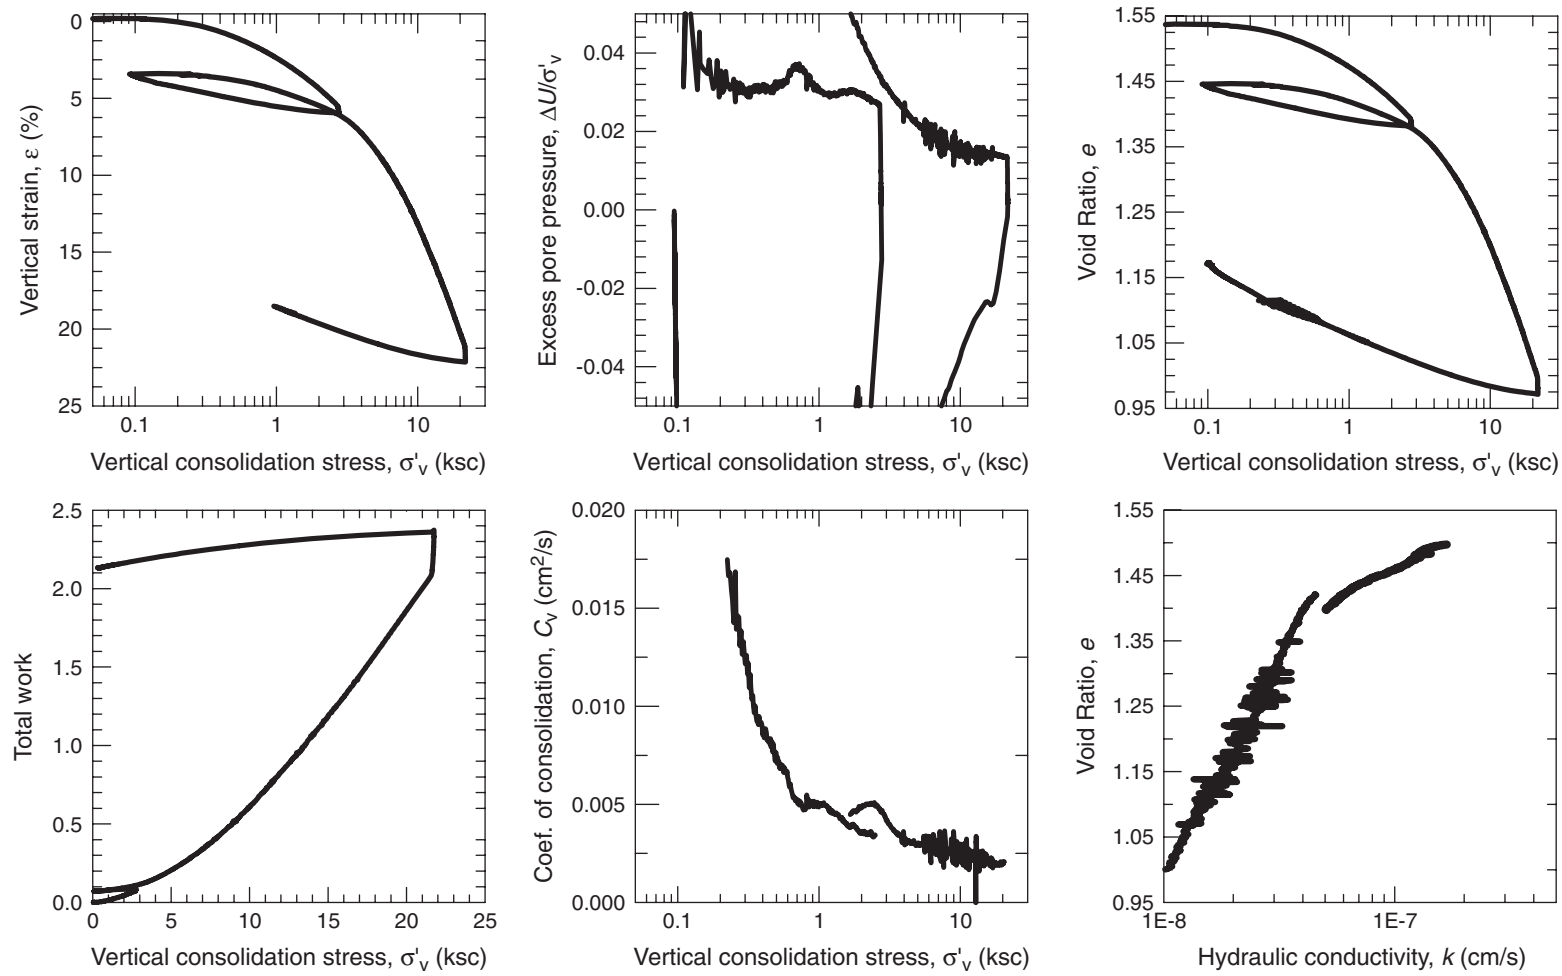 0
5
10
15
20
25
Vertical strain, ε (%)
0.1 1 10
Vertical consolidation stress, σ'v (ksc)
0.04
0.02
0.00
-0.02
-0.04
Excess pore pressure, ΔU/σ'v
0.1 1 10
Vertical consolidation stress, σ'v (ksc)
1.55
1.45
1.35
1.25
1.15
1.05
0.95
Void Ratio, e
0.1 1 10
Vertical consolidation stress, σ'v (ksc)
2.5
2.0
1.5
1.0
0.5
0.0
Total work
0 5 10 15 20 25
Vertical consolidation stress, σ'v (ksc)
0.020
0.015
0.010
0.005
0.000
Coef. of consolidation, Cv (cm²/s)
0.1 1 10
Vertical consolidation stress, σ'v (ksc)
1.55
1.45
1.35
1.25
1.15
1.05
0.95
Void Ratio, e
1E-8 1E-7
Hydraulic conductivity, k (cm/s)